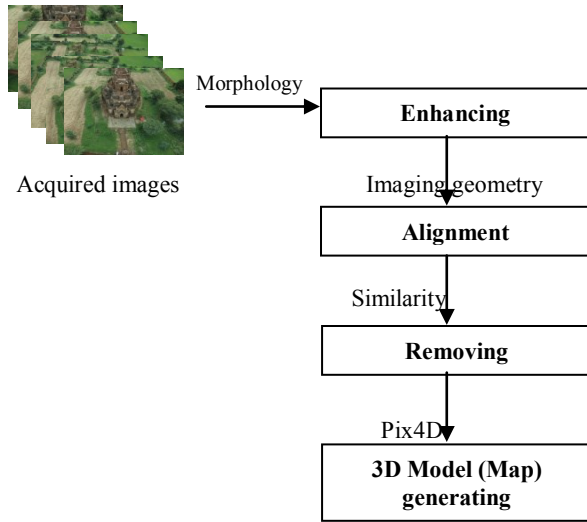 Morphology
Enhancing
Acquired images
Imaging geometry
Alignment
Similarity
Removing
Pix4D
3D Model (Map)
generating